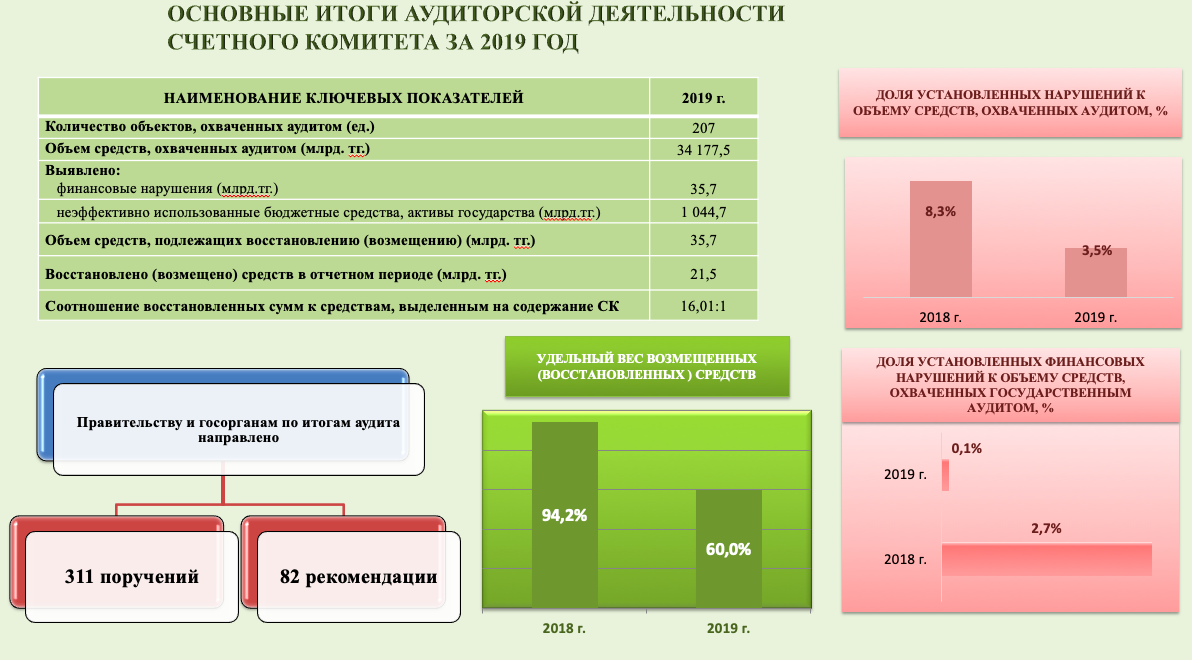 ОСНОВНЫЕ ИТОГИ АУДИТОРСКОЙ ДЕЯТЕЛЬНОСТИ
СЧЕТНОГО КОМИТЕТА ЗА 2019 ГОД
НАИМЕНОВАНИЕ КЛЮЧЕВЫХ ПОКАЗАТЕЛЕЙ 2019 г.
Количество объектов, охваченных аудитом (ед.) 207
Объем средств, охваченных аудитом (млрд. тг.) 34 177,5
Выявлено:
финансовые нарушения (млрд.тг.) 35,7
неэффективно использованные бюджетные средства, активы государства (млрд.тг.) 1 044,7
Объем средств, подлежащих восстановлению (возмещению) (млрд. тг.) 35,7
Восстановлено (возмещено) средств в отчетном периоде (млрд. тг.) 21,5
Соотношение восстановленных сумм к средствам, выделенным на содержание СК 16,01:1
ДОЛЯ УСТАНОВЛЕННЫХ НАРУШЕНИЙ К
ОБЪЕМУ СРЕДСТВ, ОХВАЧЕННЫХ АУДИТОМ, %
8,3%
3,5%
2018 г. 2019 г.
Правительству и госорганам по итогам аудита
направлено
311 поручений
82 рекомендации
УДЕЛЬНЫЙ ВЕС ВОЗМЕЩЕННЫХ
(ВОССТАНОВЛЕННЫХ ) СРЕДСТВ
94,2%
60,0%
2018 г. 2019 г.
ДОЛЯ УСТАНОВЛЕННЫХ ФИНАНСОВЫХ
НАРУШЕНИЙ К ОБЪЕМУ СРЕДСТВ,
ОХВАЧЕННЫХ ГОСУДАРСТВЕННЫМ
АУДИТОМ, %
0,1%
2019 г.
2,7%
2018 г.